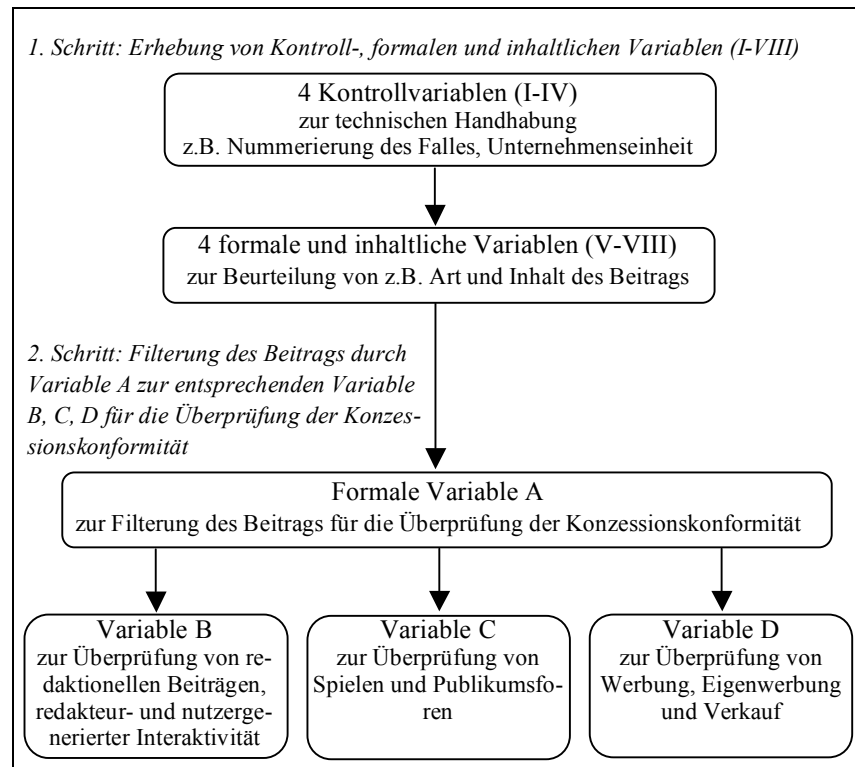 1. Schritt: Erhebung von Kontroll-, formalen und inhaltlichen Variablen (I-VIII)
4 Kontrollvariablen (I-IV)
zur technischen Handhabung
z.B. Nummerierung des Falles, Unternehmenseinheit
4 formale und inhaltliche Variablen (V-VIII)
zur Beurteilung von z.B. Art und Inhalt des Beitrags
2. Schritt: Filterung des Beitrags durch
Variable A zur entsprechenden Variable
B, C, D für die Überprüfung der Konzes-
sionskonformität
Formale Variable A
zur Filterung des Beitrags für die Überprüfung der Konzessionskonformität
Variable B
zur Überprüfung von re-
daktionellen Beiträgen,
redakteur- und nutzerge-
nerierter Interaktivität
Variable C
zur Überprüfung von
Spielen und Publikumsfo-
ren
Variable D
zur Überprüfung von
Werbung, Eigenwerbung
und Verkauf